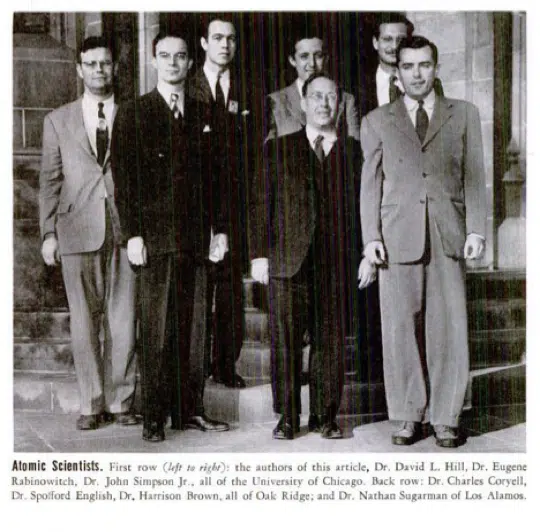 Atomic Scientists. First row (left to right): the authors of this article, Dr. David L. Hill, Dr. Eugene
Rabinowitch, Dr. John Simpson Jr., all of the University of Chicago. Back row: Dr. Charles Coryell,
Dr. Spofford English, Dr. Harrison Brown, all of Oak Ridge; and Dr. Nathan Sugarman of Los Alamos.